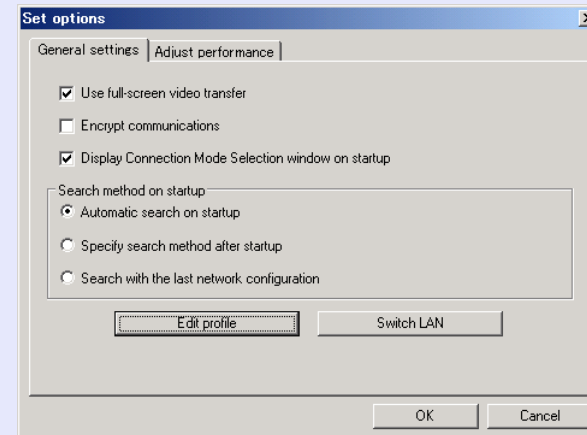 Set options
General settings
Adjust performance
Use full-screen video transfer
Encrypt communications
Display Connection Mode Selection window on startup
Search method on startup
Automatic search on startup
Specify search method after startup
Search with the last network configuration
Edit profile
Switch LAN
OK
Cancel